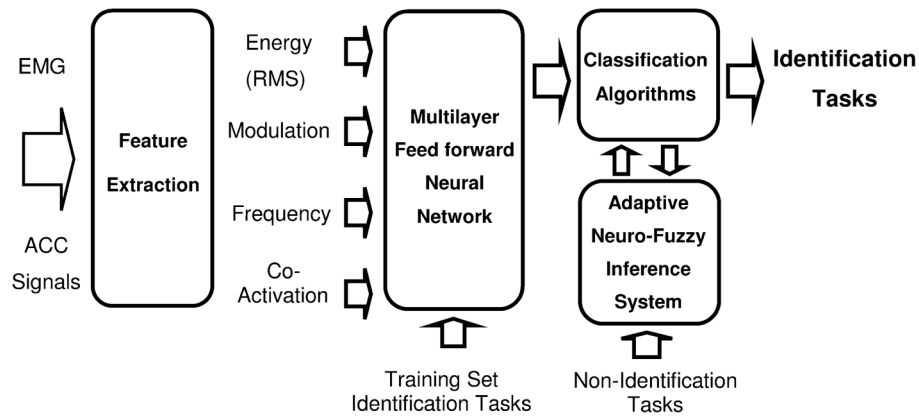 EMG
ACC
Signals
Feature
Extraction
Energy
(RMS)
Modulation
Frequency
Co-
Activation
Multilayer
Feed forward
Neural
Network
Training Set
Identification Tasks
Classification
Algorithms
Adaptive
Neuro-Fuzzy
Inference
System
Non-Identification
Tasks
Identification
Tasks